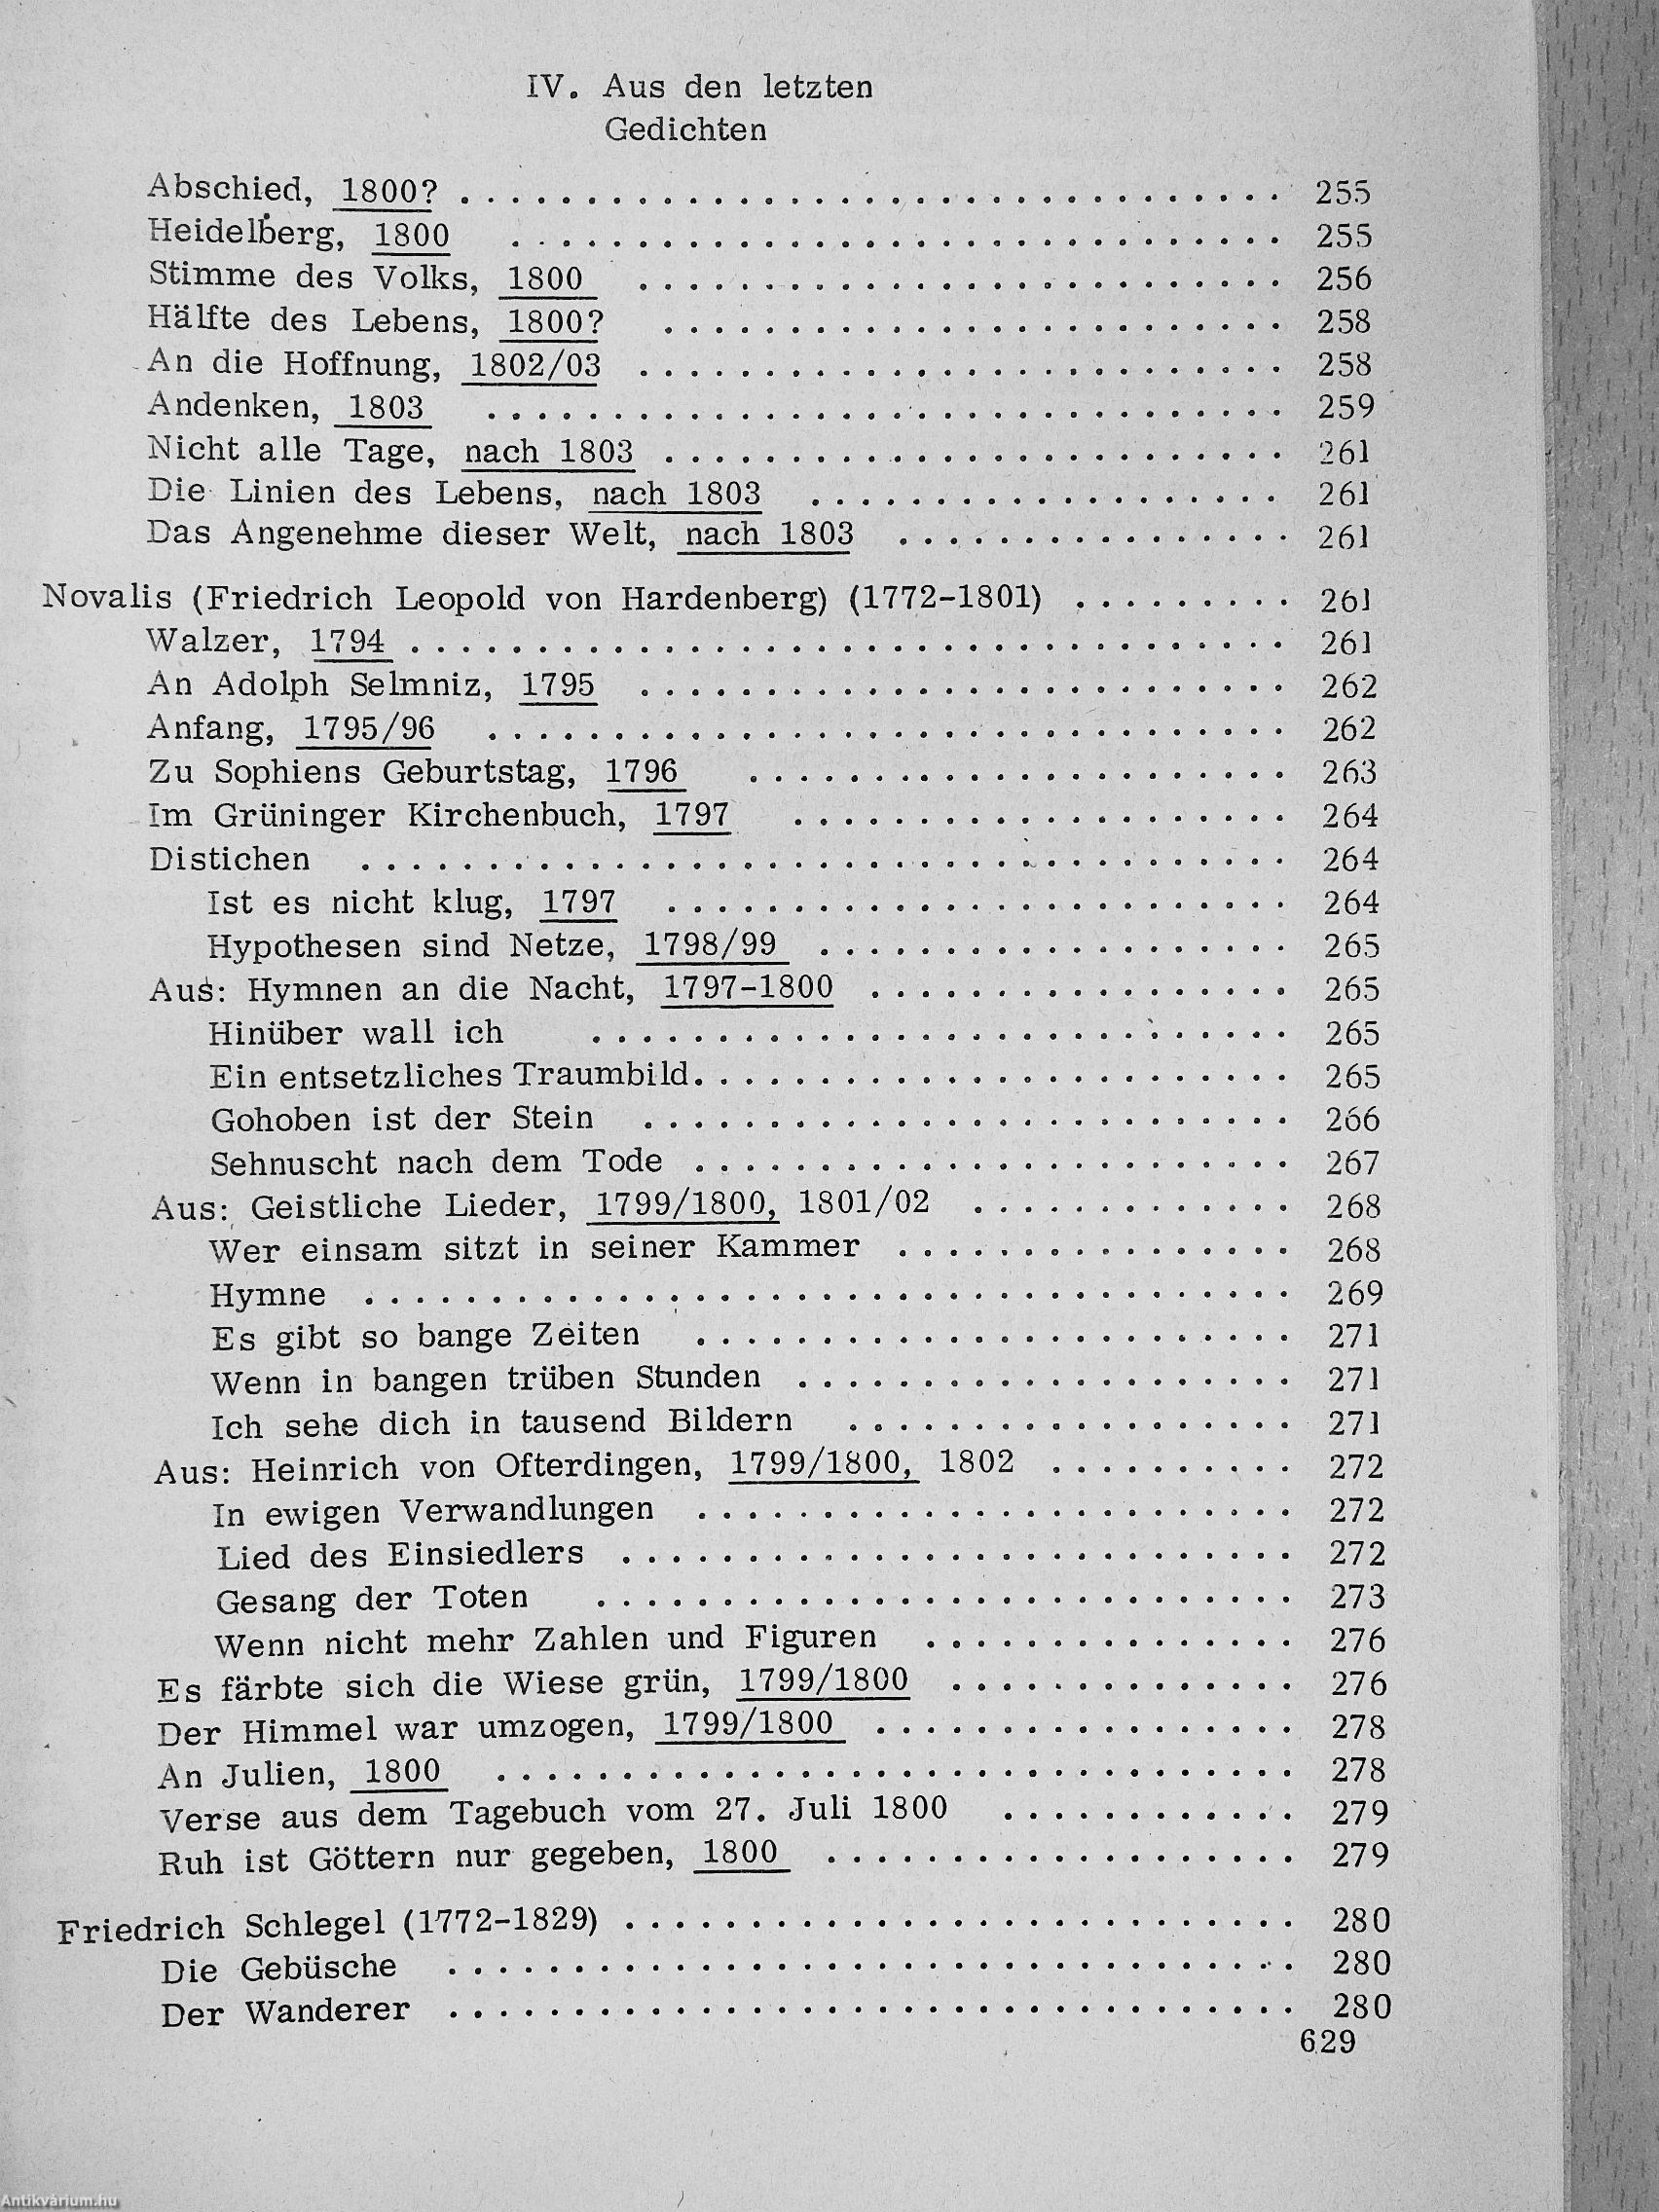 IV. Aus den letzten
Gedichten
Abschied, 1800? . . . . . . . . . . . . . . . . . . . . . . . . . . . . . . . . . 255
Heidelberg, 1800 . . . . . . . . . . . . . . . . . . . . . . . . . . . . . . . 255
Stimme des Volks, 1800 . . . . . . . . . . . . . . . . . . . . . . . . . . 256
Hälfte des Lebens, 1800? . . . . . . . . . . . . . . . . . . . . . . . . . 258
An die Hoffnung, 1802/03 . . . . . . . . . . . . . . . . . . . . . . . . . . 258
Andenken, 1803 . . . . . . . . . . . . . . . . . . . . . . . . . . . . . . . . 259
Nicht alle Tage, nach 1803 . . . . . . . . . . . . . . . . . . . . . . . . . 261
Die Linien des Lebens, nach 1803 . . . . . . . . . . . . . . . . . . . 261
Das Angenehme dieser Welt, nach 1803 . . . . . . . . . . . . . . . . 261
Novalis (Friedrich Leopold von Hardenberg) (1772-1801) . . . . . . . . . 261
Walzer, 1794 . . . . . . . . . . . . . . . . . . . . . . . . . . . . . . . . . . . 261
An Adolph Selmniz, 1795 . . . . . . . . . . . . . . . . . . . . . . . . . . 262
Anfang, 1795/96 . . . . . . . . . . . . . . . . . . . . . . . . . . . . . . . . 262
Zu Sophiens Geburtstag, 1796 . . . . . . . . . . . . . . . . . . . . . . 263
Im Grüninger Kirchenbuch, 1797 . . . . . . . . . . . . . . . . . . . . 264
Distichen . . . . . . . . . . . . . . . . . . . . . . . . . . . . . . . . . . . . . 264
Ist es nicht klug, 1797 . . . . . . . . . . . . . . . . . . . . . . . . . 264
Hypothesen sind Netze, 1798/99 . . . . . . . . . . . . . . . . . . . 265
Aus: Hymnen an die Nacht, 1797-1800 . . . . . . . . . . . . . . . . . 265
Hinüber wall ich . . . . . . . . . . . . . . . . . . . . . . . . . . . . 265
Ein entsetzliches Traumbild. . . . . . . . . . . . . . . . . . . . . . . . 265
Gohoben ist der Stein . . . . . . . . . . . . . . . . . . . . . . . . . . 266
Sehnuscht nach dem Tode . . . . . . . . . . . . . . . . . . . . . . . . 267
Aus: Geistliche Lieder, 1799/1800, 1801/02 . . . . . . . . . . . . . 268
Wer einsam sitzt in seiner Kammer . . . . . . . . . . . . . . . . 268
Hymne . . . . . . . . . . . . . . . . . . . . . . . . . . . . . . . . . . . . . 269
Es gibt so bange Zeiten . . . . . . . . . . . . . . . . . . . . . . . . 271
Wenn in bangen trüben Stunden . . . . . . . . . . . . . . . . . . . . 271
Ich sehe dich in tausend Bildern . . . . . . . . . . . . . . . . . . 271
Aus: Heinrich von Ofterdingen, 1799/1800, 1802 . . . . . . . . . . 272
In ewigen Verwandlungen . . . . . . . . . . . . . . . . . . . . . . . . 272
Lied des Einsiedlers . . . . . . . . . . . . . . . . . . . . . . . . . . . 272
Gesang der Toten . . . . . . . . . . . . . . . . . . . . . . . . . . . . 273
Wenn nicht mehr Zahlen und Figuren . . . . . . . . . . . . . . . 276
Es färbte sich die Wiese grün, 1799/1800 . . . . . . . . . . . . . . 276
Der Himmel war umzogen, 1799/1800 . . . . . . . . . . . . . . . . . 278
An Julien, 1800 . . . . . . . . . . . . . . . . . . . . . . . . . . . . . . . . 278
Verse aus dem Tagebuch vom 27. Juli 1800 . . . . . . . . . . . . 279
Ruh ist Göttern nur gegeben, 1800 . . . . . . . . . . . . . . . . . . . 279
Friedrich Schlegel (1772-1829) . . . . . . . . . . . . . . . . . . . . . . . . . . . 280
Die Gebüsche . . . . . . . . . . . . . . . . . . . . . . . . . . . . . . . . . . 280
Der Wanderer . . . . . . . . . . . . . . . . . . . . . . . . . . . . . . . . . . 280
629
Antikvárium.hu